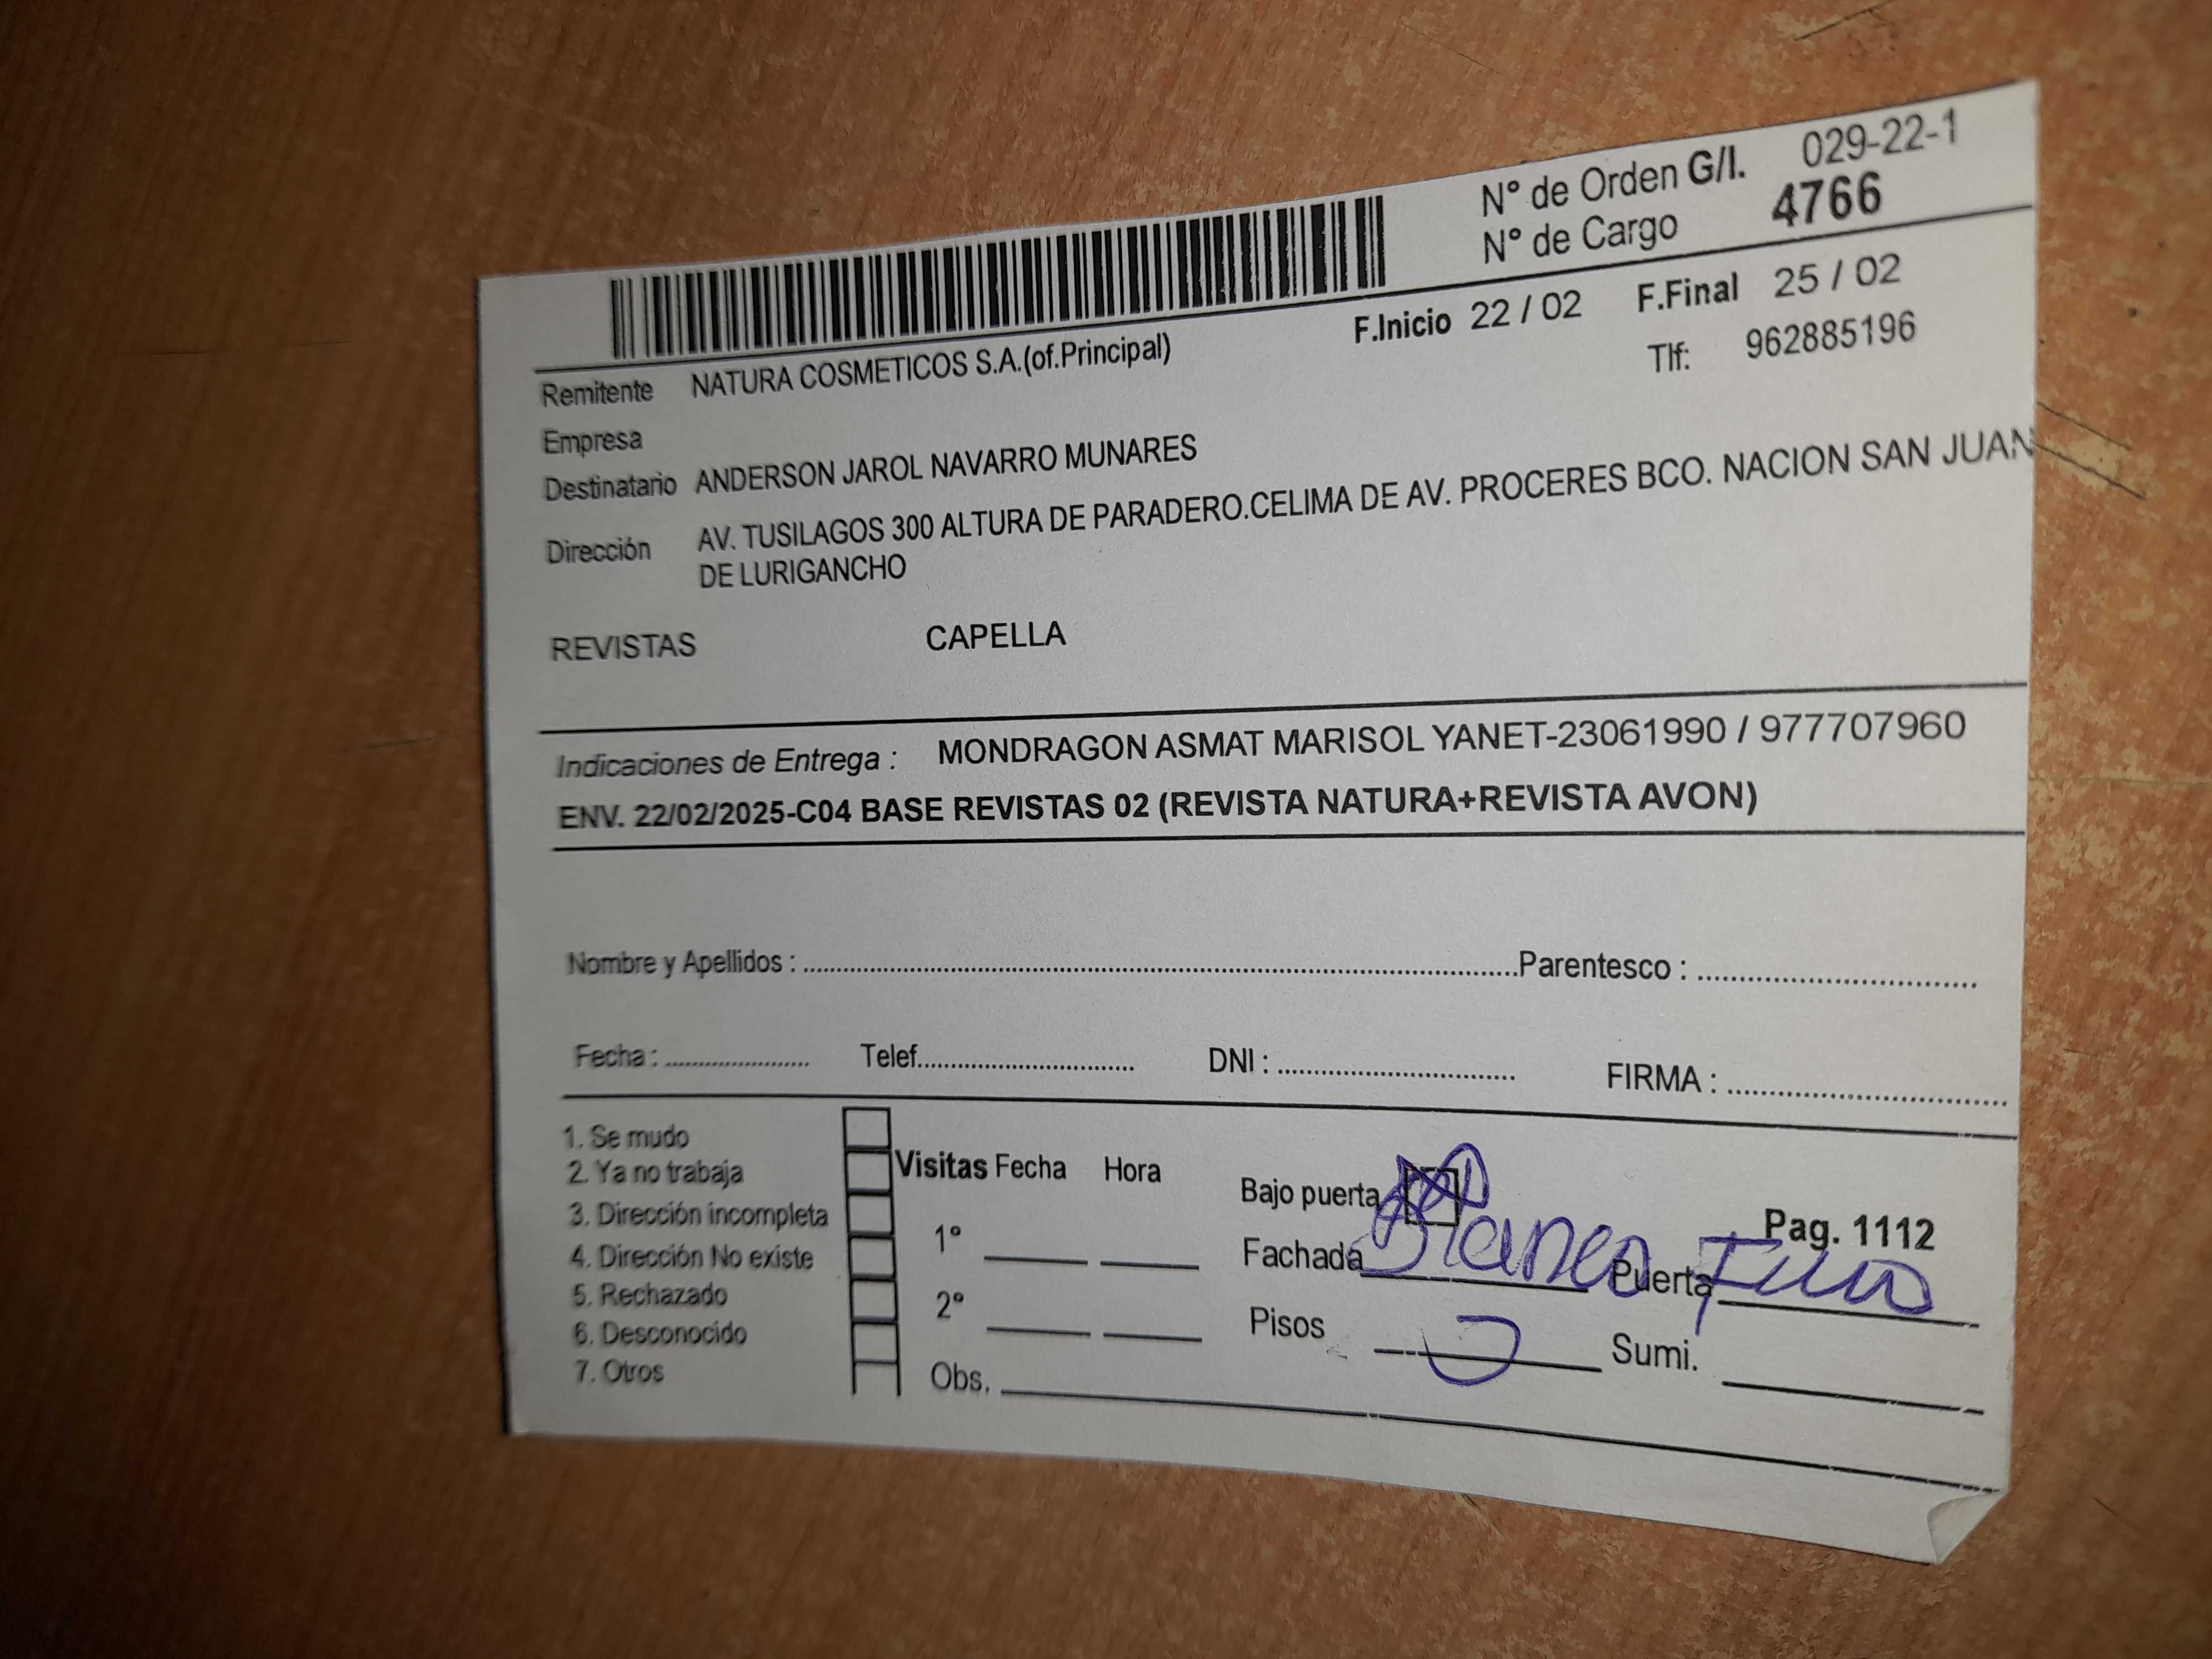 N° de Orden G/I. 029-22-1
N° de Cargo 4766
F.Inicio 22 / 02 F.Final 25 / 02
Remitente NATURA COSMETICOS S.A.(of.Principal) Tlf: 962885196
Empresa
Destinatario ANDERSON JAROL NAVARRO MUNARES
Dirección AV. TUSILAGOS 300 ALTURA DE PARADERO.CELIMA DE AV. PROCERES BCO. NACION SAN JUAN
DE LURIGANCHO
REVISTAS CAPELLA
Indicaciones de Entrega : MONDRAGON ASMAT MARISOL YANET-23061990 / 977707960
ENV. 22/02/2025-C04 BASE REVISTAS 02 (REVISTA NATURA+REVISTA AVON)
Nombre y Apellidos : Parentesco :
Fecha : Telef. DNI : FIRMA :
1. Se mudo
2. Ya no trabaja
3. Dirección incompleta
4. Dirección No existe
5. Rechazado
6. Desconocido
7. Otros
Visitas Fecha Hora
1°
2°
Obs.
Bajo puerta
Pag. 1112
Fachada Blanco Puerta
Pisos Sumi.